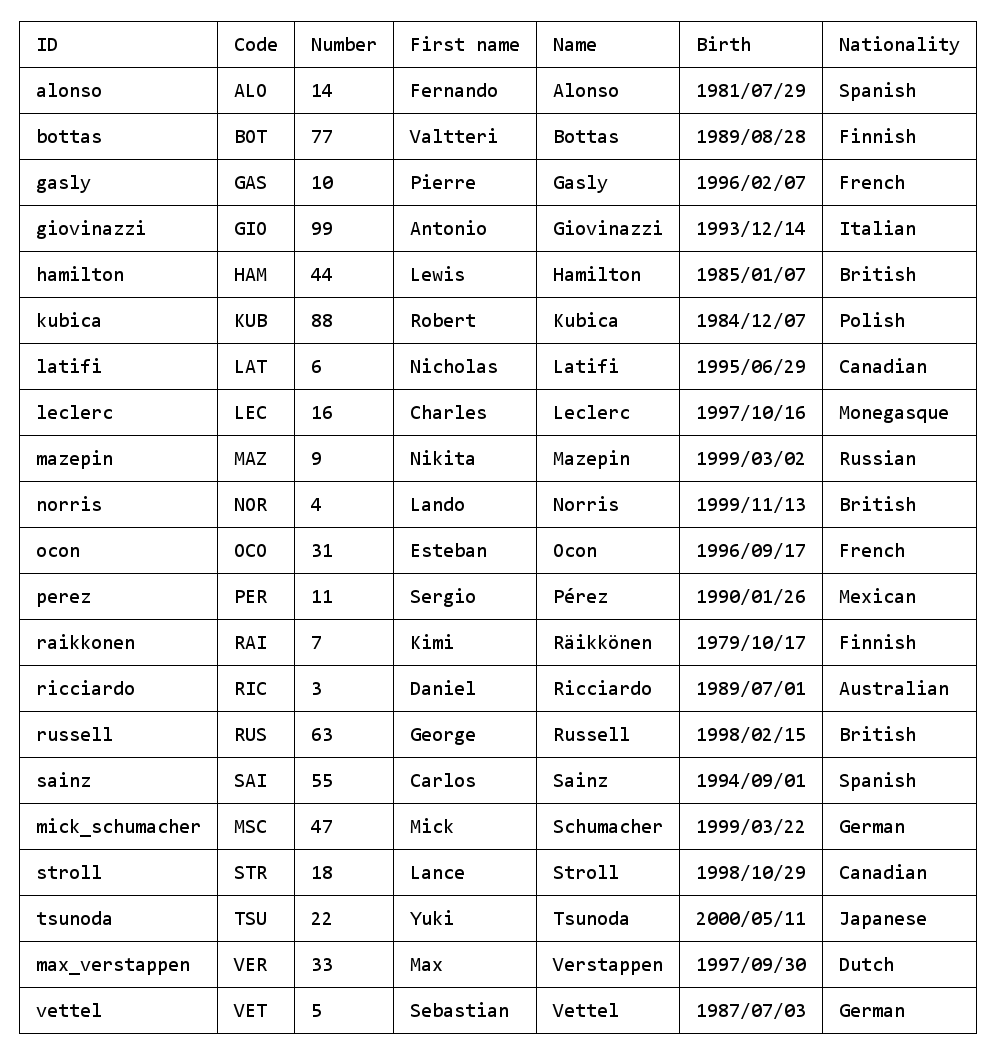 ID Code Number First name Name Birth Nationality
alonso ALO 14 Fernando Alonso 1981/07/29 Spanish
bottas BOT 77 Valtteri Bottas 1989/08/28 Finnish
gasly GAS 10 Pierre Gasly 1996/02/07 French
giovinazzi GIO 99 Antonio Giovinazzi 1993/12/14 Italian
hamilton HAM 44 Lewis Hamilton 1985/01/07 British
kubica KUB 88 Robert Kubica 1984/12/07 Polish
latifi LAT 6 Nicholas Latifi 1995/06/29 Canadian
leclerc LEC 16 Charles Leclerc 1997/10/16 Monegasque
mazepin MAZ 9 Nikita Mazepin 1999/03/02 Russian
norris NOR 4 Lando Norris 1999/11/13 British
ocon OCO 31 Esteban Ocon 1996/09/17 French
perez PER 11 Sergio Pérez 1990/01/26 Mexican
raikkonen RAI 7 Kimi Räikkönen 1979/10/17 Finnish
ricciardo RIC 3 Daniel Ricciardo 1989/07/01 Australian
russell RUS 63 George Russell 1998/02/15 British
sainz SAI 55 Carlos Sainz 1994/09/01 Spanish
mick_schumacher MSC 47 Mick Schumacher 1999/03/22 German
stroll STR 18 Lance Stroll 1998/10/29 Canadian
tsunoda TSU 22 Yuki Tsunoda 2000/05/11 Japanese
max_verstappen VER 33 Max Verstappen 1997/09/30 Dutch
vettel VET 5 Sebastian Vettel 1987/07/03 German